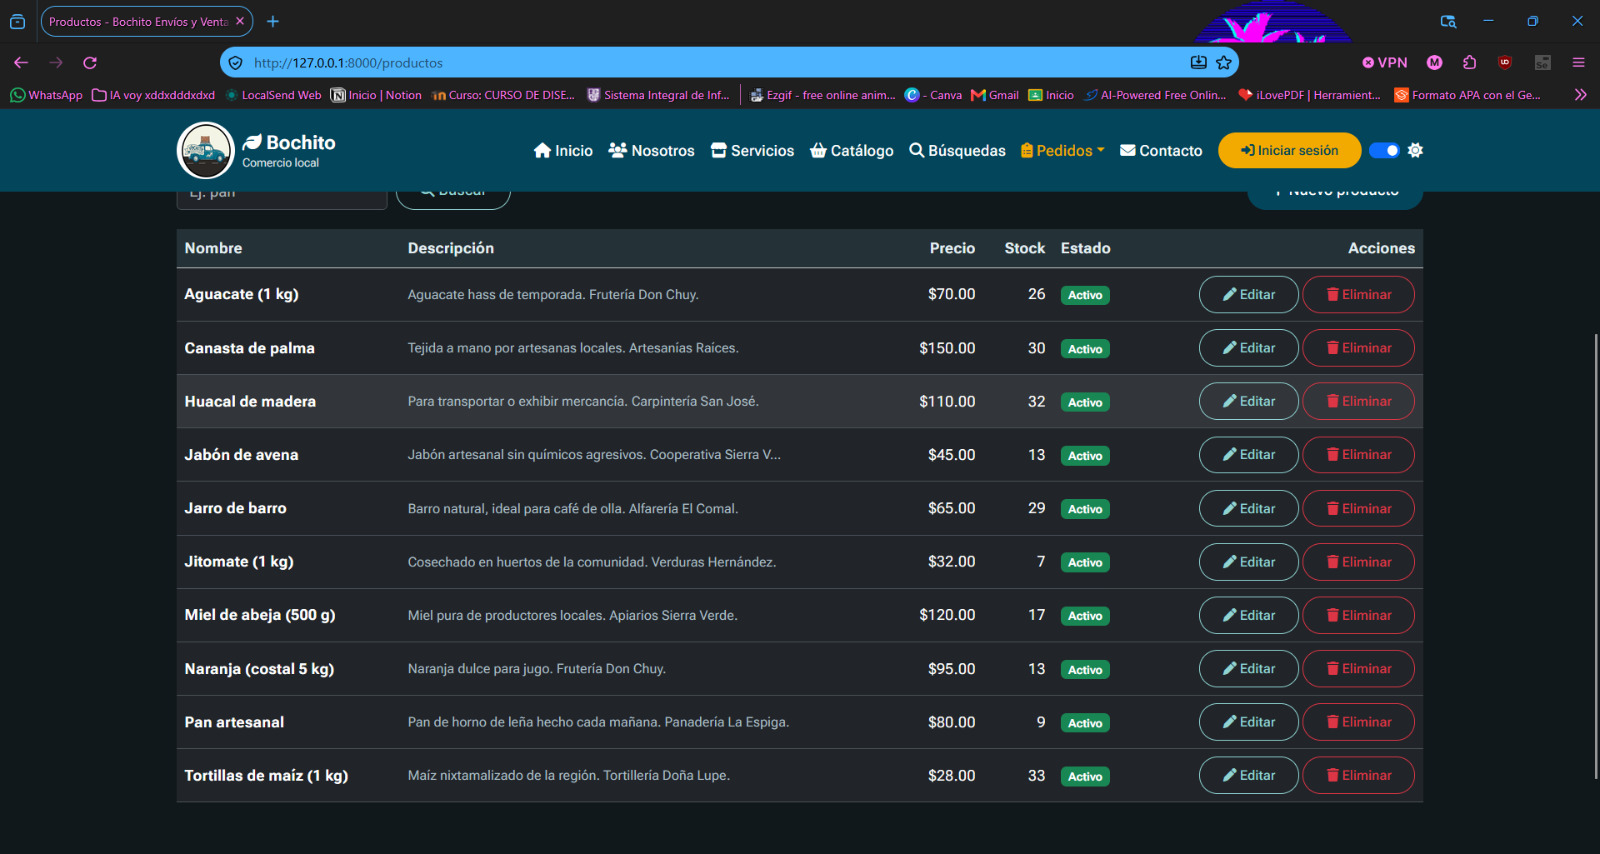 Productos - Bochito Envíos y Venta
http://127.0.0.1:8000/productos
VPN
M
WhatsApp
IA voy xddxdddxdxd
LocalSend Web
Inicio | Notion
Curso: CURSO DE DISE...
Sistema Integral de Inf...
Ezgif - free online anim...
- Canva
Gmail
Inicio
AI-Powered Free Onlin...
iLovePDF | Herramient...
Formato APA con el Ge...
Bochito
Comercio local
Inicio
Nosotros
Servicios
Catálogo
Búsquedas
Pedidos
Contacto
Iniciar sesión
Ej. pan
Buscar
+ Nuevo producto
Nombre Descripción Precio Stock Estado Acciones
Aguacate (1 kg) Aguacate hass de temporada. Frutería Don Chuy. $70.00 26 Activo Editar Eliminar
Canasta de palma Tejida a mano por artesanas locales. Artesanías Raíces. $150.00 30 Activo Editar Eliminar
Huacal de madera Para transportar o exhibir mercancía. Carpintería San José. $110.00 32 Activo Editar Eliminar
Jabón de avena Jabón artesanal sin químicos agresivos. Cooperativa Sierra V... $45.00 13 Activo Editar Eliminar
Jarro de barro Barro natural, ideal para café de olla. Alfarería El Comal. $65.00 29 Activo Editar Eliminar
Jitomate (1 kg) Cosechado en huertos de la comunidad. Verduras Hernández. $32.00 7 Activo Editar Eliminar
Miel de abeja (500 g) Miel pura de productores locales. Apiarios Sierra Verde. $120.00 17 Activo Editar Eliminar
Naranja (costal 5 kg) Naranja dulce para jugo. Frutería Don Chuy. $95.00 13 Activo Editar Eliminar
Pan artesanal Pan de horno de leña hecho cada mañana. Panadería La Espiga. $80.00 9 Activo Editar Eliminar
Tortillas de maíz (1 kg) Maíz nixtamalizado de la región. Tortillería Doña Lupe. $28.00 33 Activo Editar Eliminar